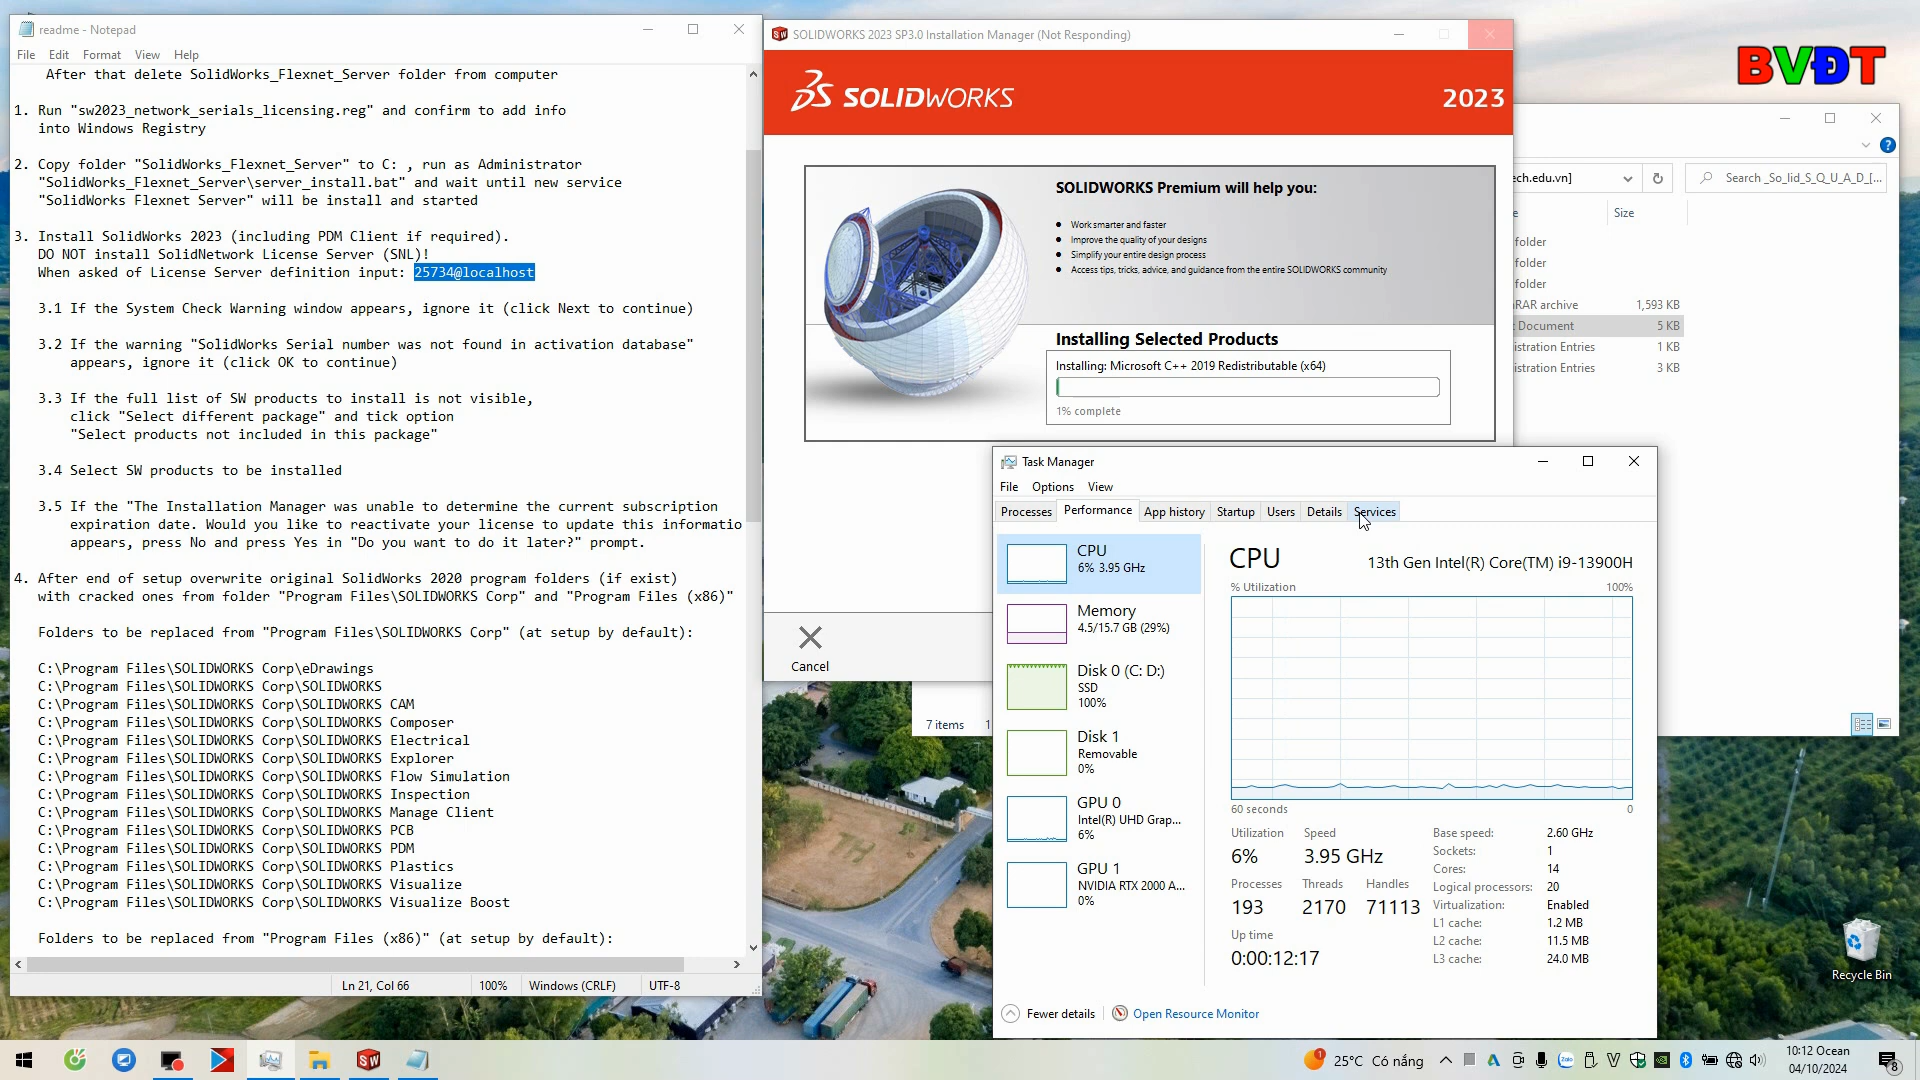 readme - Notepad
File Edit Format View Help
After that delete SolidWorks_Flexnet_Server folder from computer
1. Run "sw2023_network_serials_licensing.reg" and confirm to add info
into Windows Registry
2. Copy folder "SolidWorks_Flexnet_Server" to C: , run as Administrator
"SolidWorks_Flexnet_Server\server_install.bat" and wait until new service
"SolidWorks Flexnet Server" will be install and started
3. Install SolidWorks 2023 (including PDM Client if required).
DO NOT install SolidNetwork License Server (SNL)!
When asked of License Server definition input: 25734@localhost
3.1 If the System Check Warning window appears, ignore it (click Next to continue)
3.2 If the warning "SolidWorks Serial number was not found in activation database"
appears, ignore it (click OK to continue)
3.3 If the full list of SW products to install is not visible,
click "Select different package" and tick option
"Select products not included in this package"
3.4 Select SW products to be installed
3.5 If the "The Installation Manager was unable to determine the current subscription
expiration date. Would you like to reactivate your license to update this informatio
appears, press No and press Yes in "Do you want to do it later?" prompt.
4. After end of setup overwrite original SolidWorks 2020 program folders (if exist)
with cracked ones from folder "Program Files\SOLIDWORKS Corp" and "Program Files (x86)"
Folders to be replaced from "Program Files\SOLIDWORKS Corp" (at setup by default):
C:\Program Files\SOLIDWORKS Corp\eDrawings
C:\Program Files\SOLIDWORKS Corp\SOLIDWORKS
C:\Program Files\SOLIDWORKS Corp\SOLIDWORKS CAM
C:\Program Files\SOLIDWORKS Corp\SOLIDWORKS Composer
C:\Program Files\SOLIDWORKS Corp\SOLIDWORKS Electrical
C:\Program Files\SOLIDWORKS Corp\SOLIDWORKS Explorer
C:\Program Files\SOLIDWORKS Corp\SOLIDWORKS Flow Simulation
C:\Program Files\SOLIDWORKS Corp\SOLIDWORKS Inspection
C:\Program Files\SOLIDWORKS Corp\SOLIDWORKS Manage Client
C:\Program Files\SOLIDWORKS Corp\SOLIDWORKS PCB
C:\Program Files\SOLIDWORKS Corp\SOLIDWORKS PDM
C:\Program Files\SOLIDWORKS Corp\SOLIDWORKS Plastics
C:\Program Files\SOLIDWORKS Corp\SOLIDWORKS Visualize
C:\Program Files\SOLIDWORKS Corp\SOLIDWORKS Visualize Boost
Folders to be replaced from "Program Files (x86)" (at setup by default):
Ln 21, Col 66 100% Windows (CRLF) UTF-8
SOLIDWORKS 2023 SP3.0 Installation Manager (Not Responding)
SOLIDWORKS 2023
SOLIDWORKS Premium will help you:
Work smarter and faster
Improve the quality of your designs
Simplify your entire design process
Access tips, tricks, advice, and guidance from the entire SOLIDWORKS community
Installing Selected Products
Installing: Microsoft C++ 2019 Redistributable (x64)
1% complete
Cancel
BVĐT
ech.edu.vn]
Search _So_lid_S_Q_U_A_D_[...
e Size
folder
folder
folder
RAR archive 1,593 KB
Document 5 KB
istration Entries 1 KB
istration Entries 3 KB
7 items 1
Task Manager
File Options View
Processes Performance App history Startup Users Details Services
CPU
6% 3.95 GHz
Memory
4.5/15.7 GB (29%)
Disk 0 (C: D:)
SSD
100%
Disk 1
Removable
0%
GPU 0
Intel(R) UHD Grap...
6%
GPU 1
NVIDIA RTX 2000 A...
0%
CPU 13th Gen Intel(R) Core(TM) i9-13900H
% Utilization 100%
60 seconds 0
Utilization Speed
6% 3.95 GHz
Processes Threads Handles
193 2170 71113
Up time
0:00:12:17
Base speed: 2.60 GHz
Sockets: 1
Cores: 14
Logical processors: 20
Virtualization: Enabled
L1 cache: 1.2 MB
L2 cache: 11.5 MB
L3 cache: 24.0 MB
Fewer details Open Resource Monitor
Recycle Bin
1 25°C Có nắng
Zalo
10:12 Ocean
04/10/2024
8